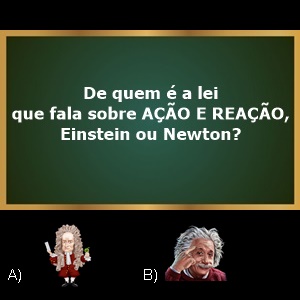 De quem é a lei
que fala sobre AÇÃO E REAÇÃO,
Einstein ou Newton?
A) B)